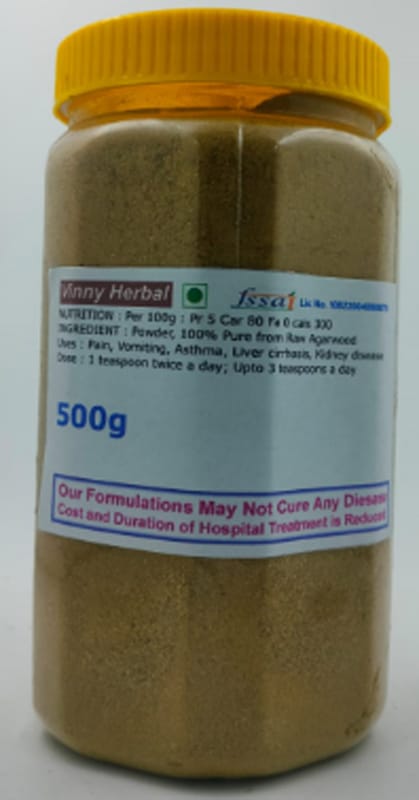 Vinny Herbal fssai Lic No.
NUTRITION : Per 100g : Pr 5 Car 80 Fa 0 cals 300
INGREDIENT : Powder, 100% Pure from Raw Agarwood
Uses : Pain, Vomiting, Asthma, Liver cirrhosis, Kidney
Dose : 1 teaspoon twice a day; Upto 3 teaspoons a day
500g
Our Formulations May Not Cure Any Diesase
Cost and Duration of Hospital Treatment is Reduced